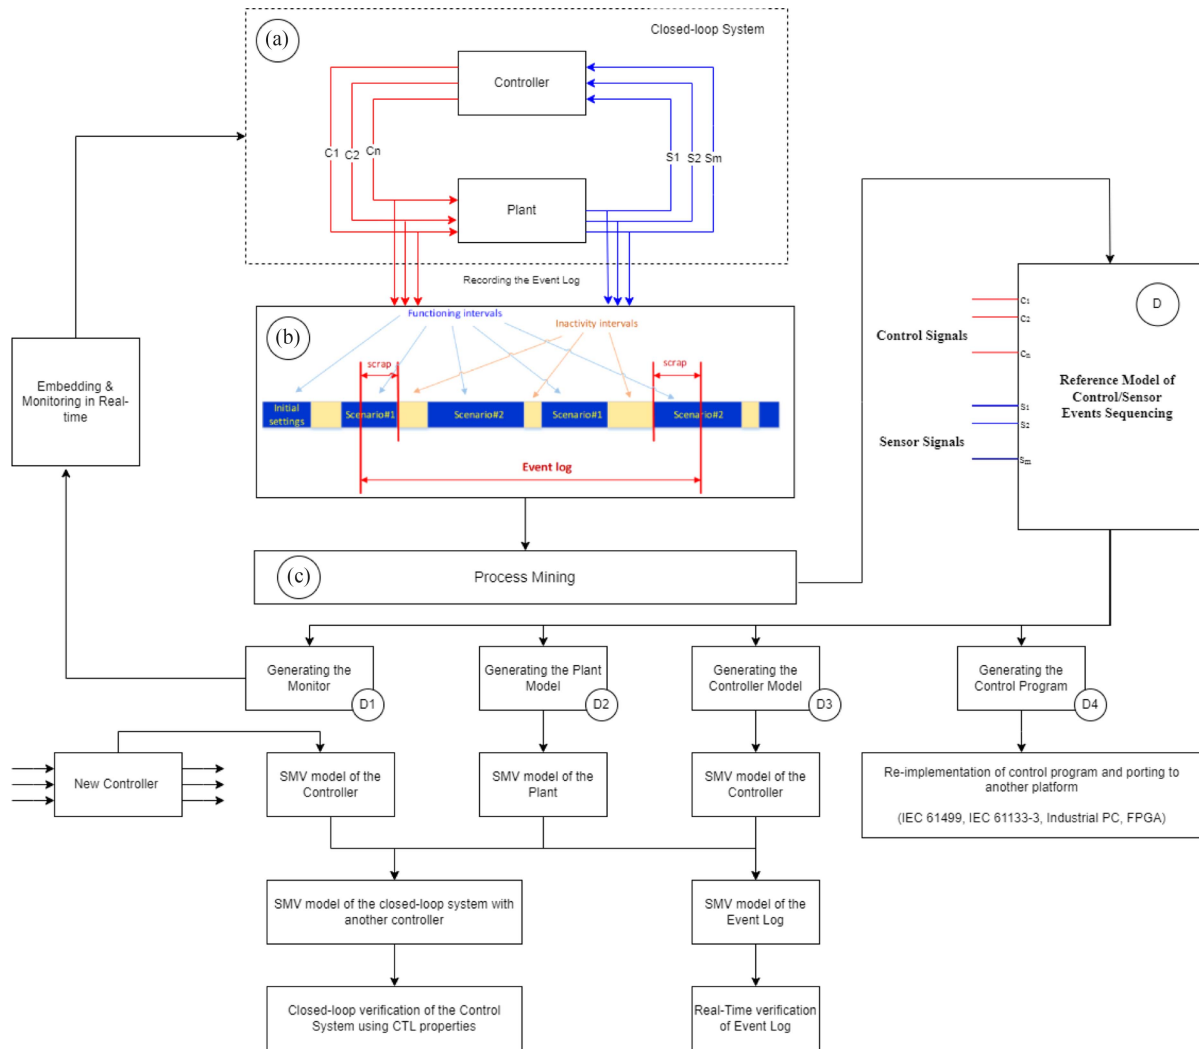 (a)
Closed-loop System
Controller
C1
C2
Cn
S1
S2
Sm
Plant
Recording the Event Log
(b)
Functioning intervals
Inactivity intervals
scrap
scrap
Initial
settings
Scenario#1
Scenario#2
Scenario#1
Scenario#2
Event log
Embedding &
Monitoring in Real-
time
D
C1
C2
Cn
Control Signals
S1
S2
Sm
Sensor Signals
Reference Model of
Control/Sensor
Events Sequencing
(c)
Process Mining
Generating the
Monitor
D1
Generating the Plant
Model
D2
Generating the
Controller Model
D3
Generating the
Control Program
D4
New Controller
SMV model of the
Controller
SMV model of the
Plant
SMV model of the
Controller
Re-implementation of control program and porting to
another platform
(IEC 61499, IEC 61133-3, Industrial PC, FPGA)
SMV model of the closed-loop system with
another controller
SMV model of the
Event Log
Closed-loop verification of the Control
System using CTL properties
Real-Time verification
of Event Log